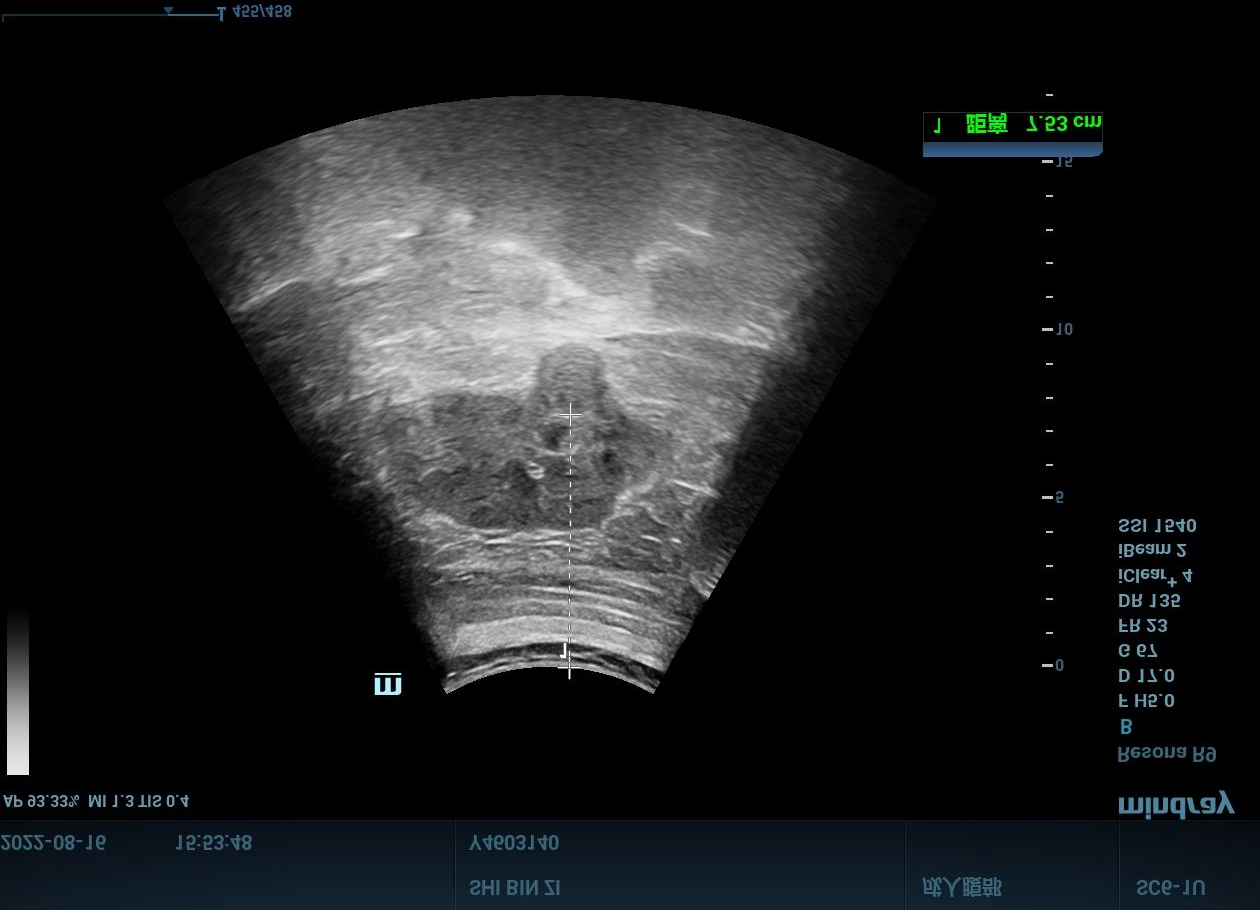 SHI BIN ZI
成人腹部
SC6-1U
2022-08-16
15:53:48
Y4603140
mindray
AP 93.33% MI 1.3 TIS 0.4
Resona R9
B
F H5.0
D 17.0
G 67
FR 23
DR 135
iClear+ 4
iBeam 2
SSI 1540
m
1
0
5
10
15
1 距离 7.53 cm
455/458